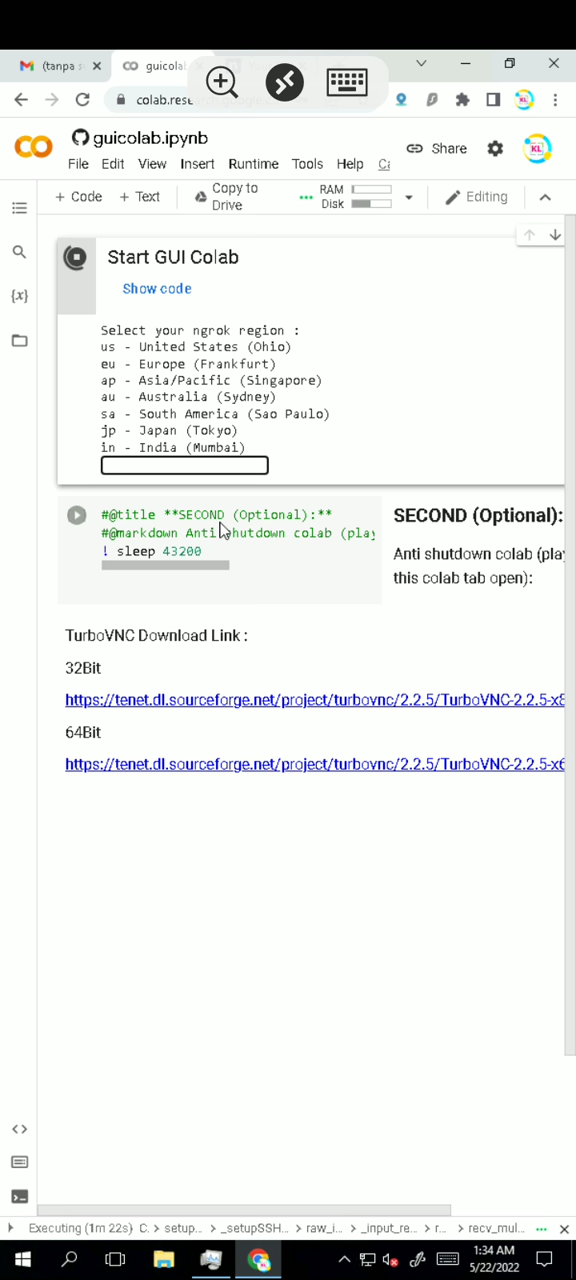 (tanpa s
guicolab
colab.res
guicolab.ipynb
File Edit View Insert Runtime Tools Help
Share
KL
+ Code + Text Copy to Drive RAM Disk Editing
Start GUI Colab
Show code
Select your ngrok region :
us - United States (Ohio)
eu - Europe (Frankfurt)
ap - Asia/Pacific (Singapore)
au - Australia (Sydney)
sa - South America (Sao Paulo)
jp - Japan (Tokyo)
in - India (Mumbai)
#@title **SECOND (Optional):**
#@markdown Anti shutdown colab (play
! sleep 43200
SECOND (Optional):
Anti shutdown colab (play
this colab tab open):
TurboVNC Download Link :
32Bit
https://tenet.dl.sourceforge.net/project/turbovnc/2.2.5/TurboVNC-2.2.5-x8
64Bit
https://tenet.dl.sourceforge.net/project/turbovnc/2.2.5/TurboVNC-2.2.5-x6
Executing (1m 22s) C. > setup... > _setupSSH... > raw_i... > _input_re... > r... > recv_mul...
1:34 AM
5/22/2022